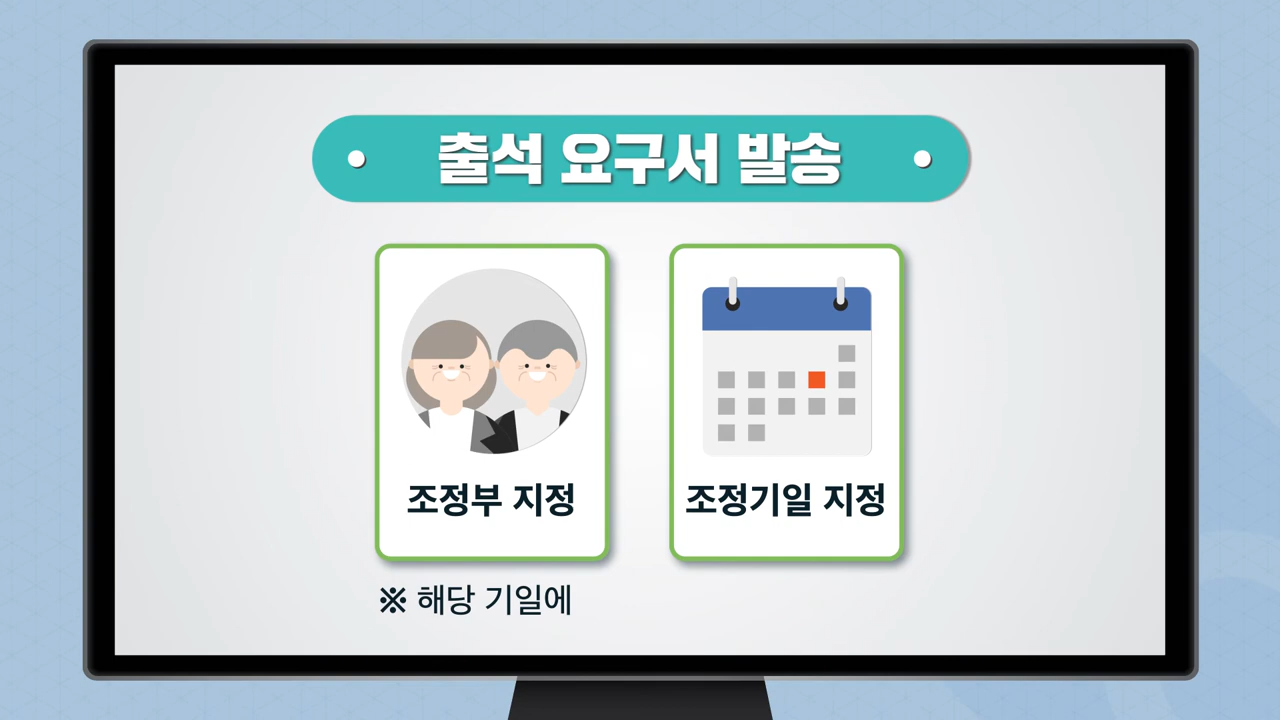 출석 요구서 발송
조정부 지정
조정기일 지정
※ 해당 기일에